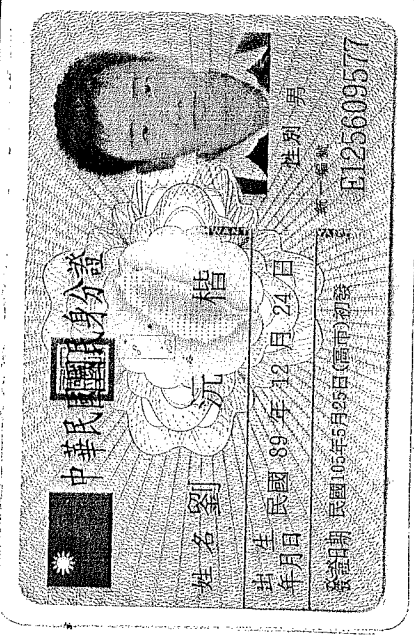 中華民國國民身分證
姓 名 劉 沅 楷
出 生
年月日
民國 89 年 12 月 24 日
性別 男
發證日期 民國105年5月25日(高市)初發
統一編號
E125609577